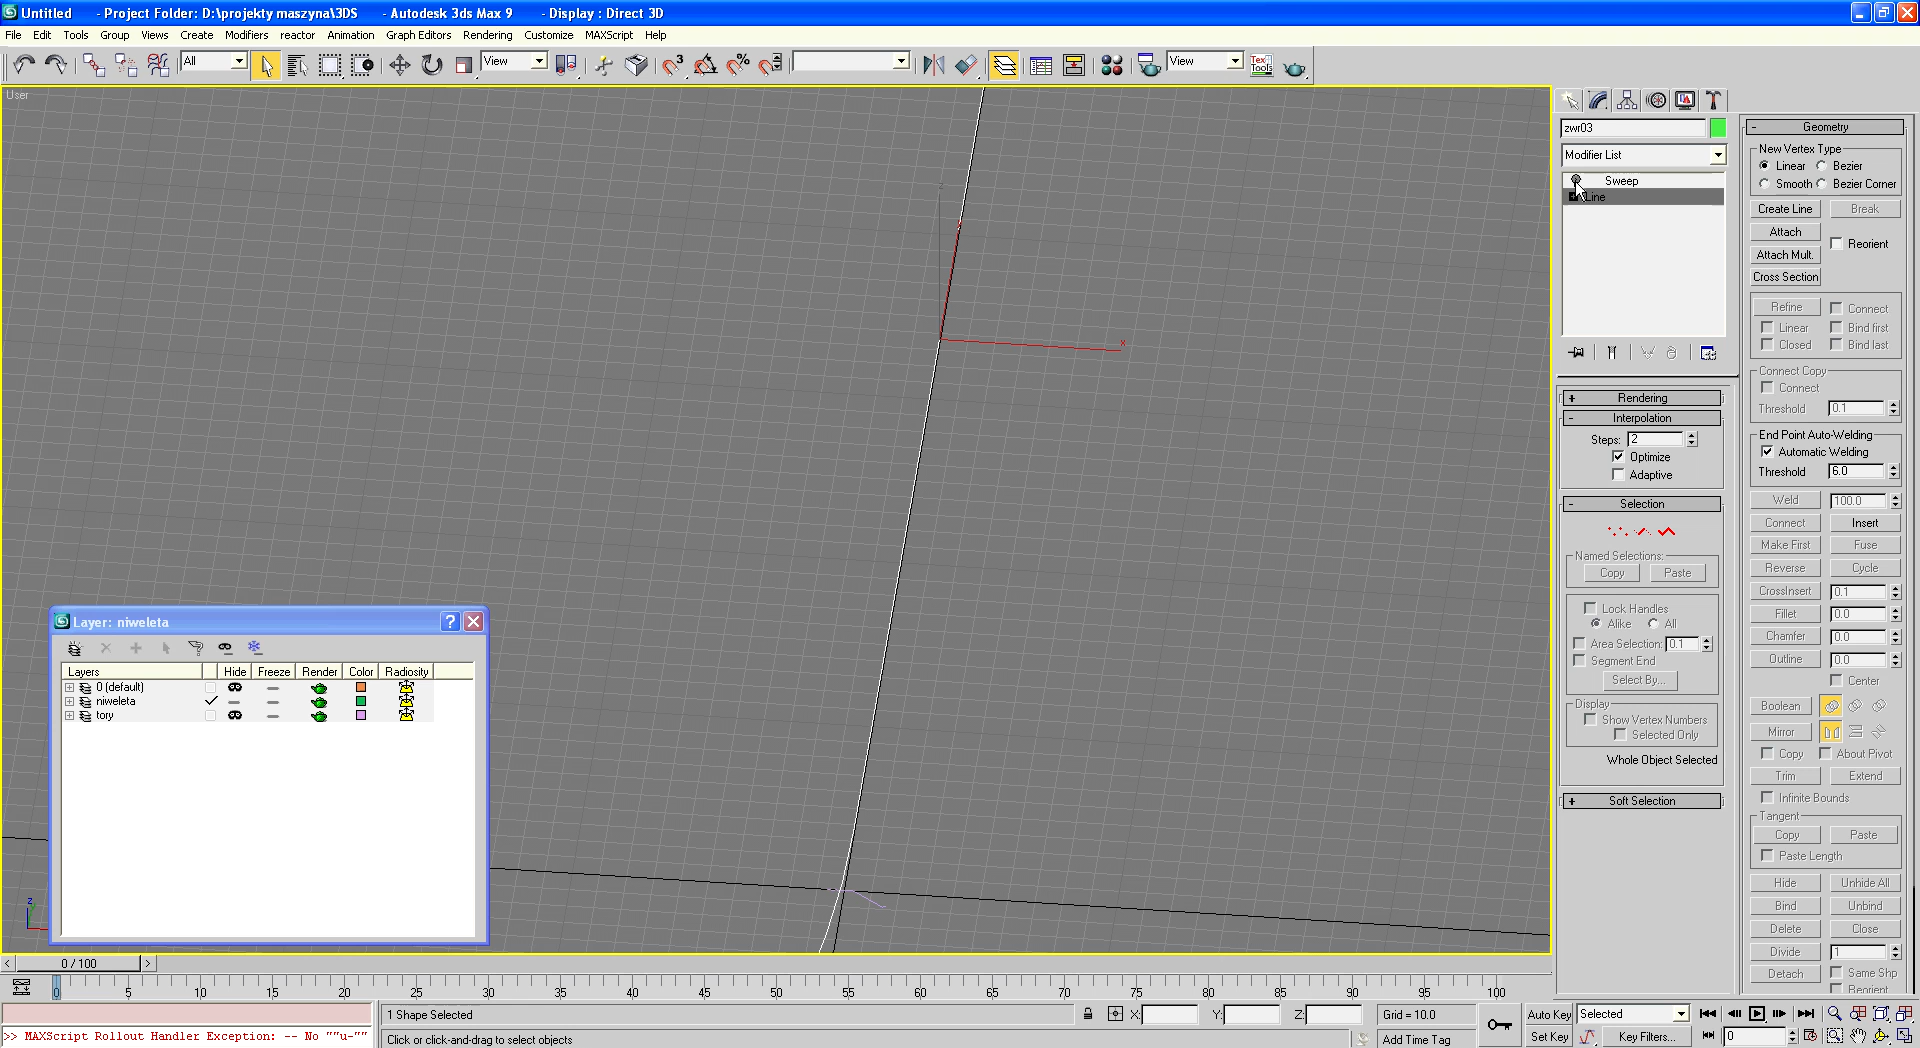 Untitled - Project Folder: D:\projekty maszyna\3DS - Autodesk 3ds Max 9 - Display : Direct 3D
File Edit Tools Group Views Create Modifiers reactor Animation Graph Editors Rendering Customize MAXScript Help
All View View Tex Tools
User
zwr03
Modifier List
Sweep
Line
Rendering
Interpolation
Steps: 2
Optimize
Adaptive
Selection
Named Selections:
Copy Paste
Lock Handles
Alike All
Area Selection: 0.1
Segment End
Select By...
Display
Show Vertex Numbers
Selected Only
Whole Object Selected
Soft Selection
Geometry
New Vertex Type
Linear Bezier
Smooth Bezier Corner
Create Line Break
Attach
Reorient
Attach Mult.
Cross Section
Refine Connect
Linear Bind first
Closed Bind last
Connect Copy
Connect
Threshold 0.1
End Point Auto-Welding
Automatic Welding
Threshold 6.0
Weld 100.0
Connect Insert
Make First Fuse
Reverse Cycle
CrossInsert 0.1
Fillet 0.0
Chamfer 0.0
Outline 0.0
Center
Boolean
Mirror
Copy About Pivot
Trim Extend
Infinite Bounds
Tangent
Copy Paste
Paste Length
Hide Unhide All
Bind Unbind
Delete Close
Divide 1
Detach Same Shp
Reorient
x
z
Layer: niweleta
Layers Hide Freeze Render Color Radiosity
0 (default)
niweleta
tory
z
0 / 100
0 5 10 15 20 25 30 35 40 45 50 55 60 65 70 75 80 85 90 95 100
1 Shape Selected X: Y: Z: Grid = 10.0 Auto Key Selected
>> MAXScript Rollout Handler Exception: -- No ""u-""
Click or click-and-drag to select objects Add Time Tag Set Key Key Filters... 0